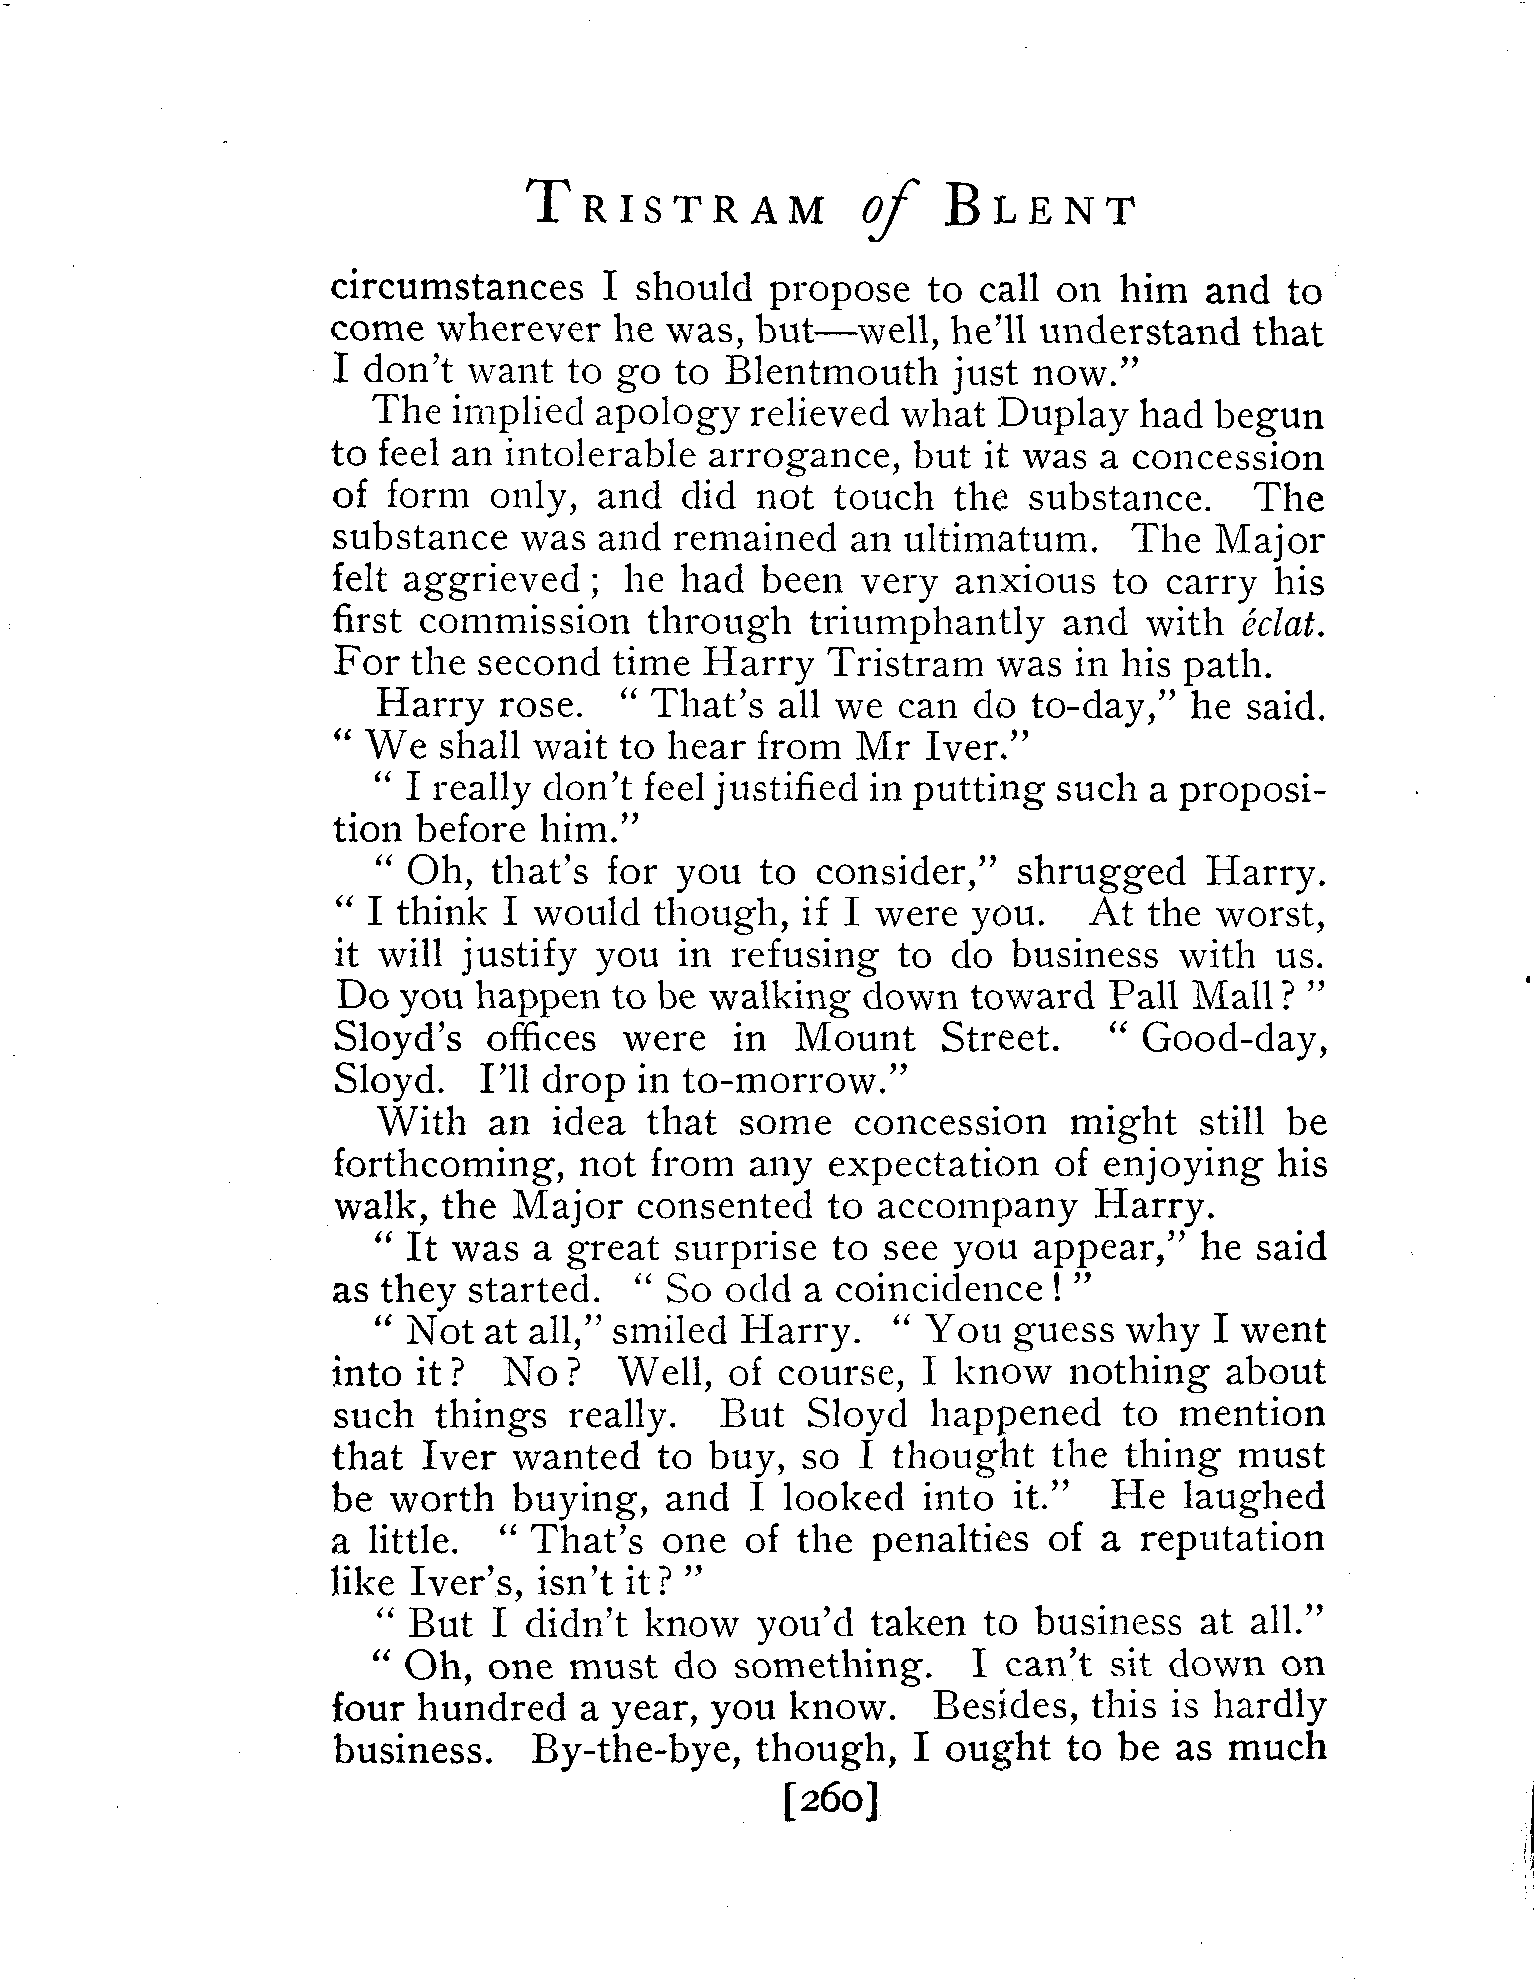 Tristram of Blent
circumstances I should propose to call on him and to
come wherever he was, but—well, he'll understand that
I don't want to go to Blentmouth just now.”
The implied apology relieved what Duplay had begun
to feel an intolerable arrogance, but it was a concession
of form only, and did not touch the substance. The
substance was and remained an ultimatum. The Major
felt aggrieved; he had been very anxious to carry his
first commission through triumphantly and with éclat.
For the second time Harry Tristram was in his path.
Harry rose. “ That's all we can do to-day,” he said.
“ We shall wait to hear from Mr Iver.”
“ I really don't feel justified in putting such a proposi-
tion before him.”
“ Oh, that's for you to consider,” shrugged Harry.
“ I think I would though, if I were you. At the worst,
it will justify you in refusing to do business with us.
Do you happen to be walking down toward Pall Mall? ”
Sloyd's offices were in Mount Street. “ Good-day,
Sloyd. I'll drop in to-morrow.”
With an idea that some concession might still be
forthcoming, not from any expectation of enjoying his
walk, the Major consented to accompany Harry.
“ It was a great surprise to see you appear,” he said
as they started. “ So odd a coincidence! ”
“ Not at all,” smiled Harry. “ You guess why I went
into it? No? Well, of course, I know nothing about
such things really. But Sloyd happened to mention
that Iver wanted to buy, so I thought the thing must
be worth buying, and I looked into it.” He laughed
a little. “ That's one of the penalties of a reputation
like Iver's, isn't it? ”
“ But I didn't know you'd taken to business at all.”
“ Oh, one must do something. I can't sit down on
four hundred a year, you know. Besides, this is hardly
business. By-the-bye, though, I ought to be as much
[260]